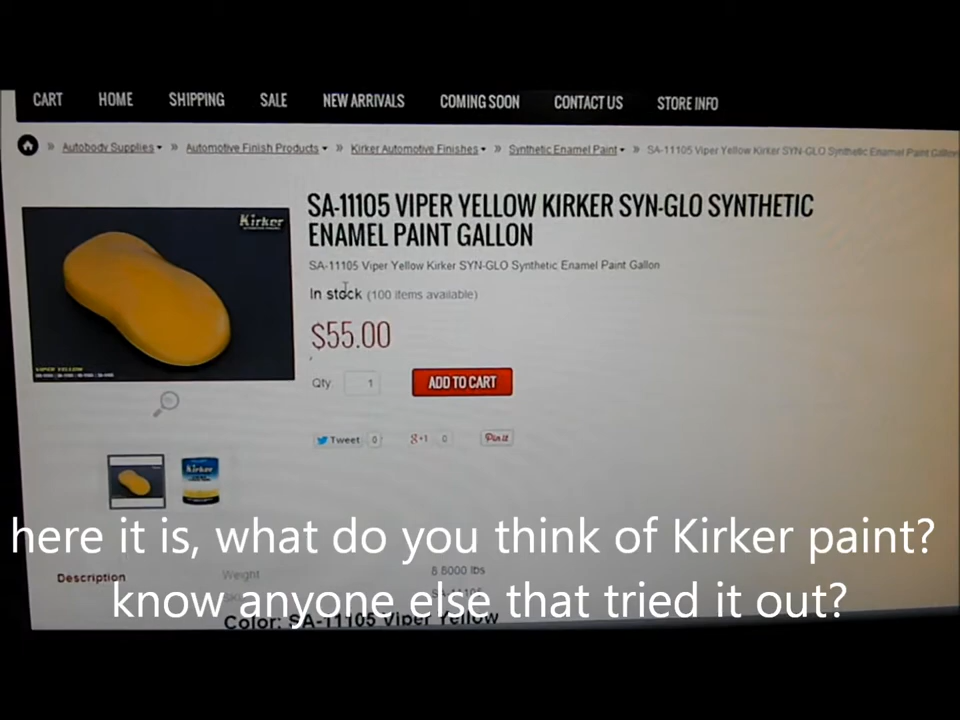 CART HOME SHIPPING SALE NEW ARRIVALS COMING SOON CONTACT US STORE INFO
» Autobody Supplies » Automotive Finish Products » Kirker Automotive Finishes » Synthetic Enamel Paint » SA-11105 Viper Yellow Kirker SYN-GLO Synthetic Enamel Paint Gallon
Kirker
VIPER YELLOW
SA-11105 VIPER YELLOW KIRKER SYN-GLO SYNTHETIC
ENAMEL PAINT GALLON
SA-11105 Viper Yellow Kirker SYN-GLO Synthetic Enamel Paint Gallon
In stock (100 items available)
$55.00
Qty 1 ADD TO CART
Tweet 0 g+1 0 Pin it
Kirker
here it is, what do you think of Kirker paint?
Description Weight 8.8000 lbs
know anyone else that tried it out?
Color: SA-11105 Viper Yellow